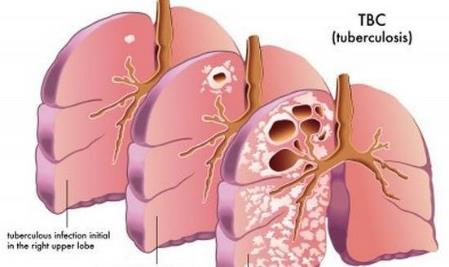 TBC
(tuberculosis)
tuberculous infection initial
in the right upper lobe